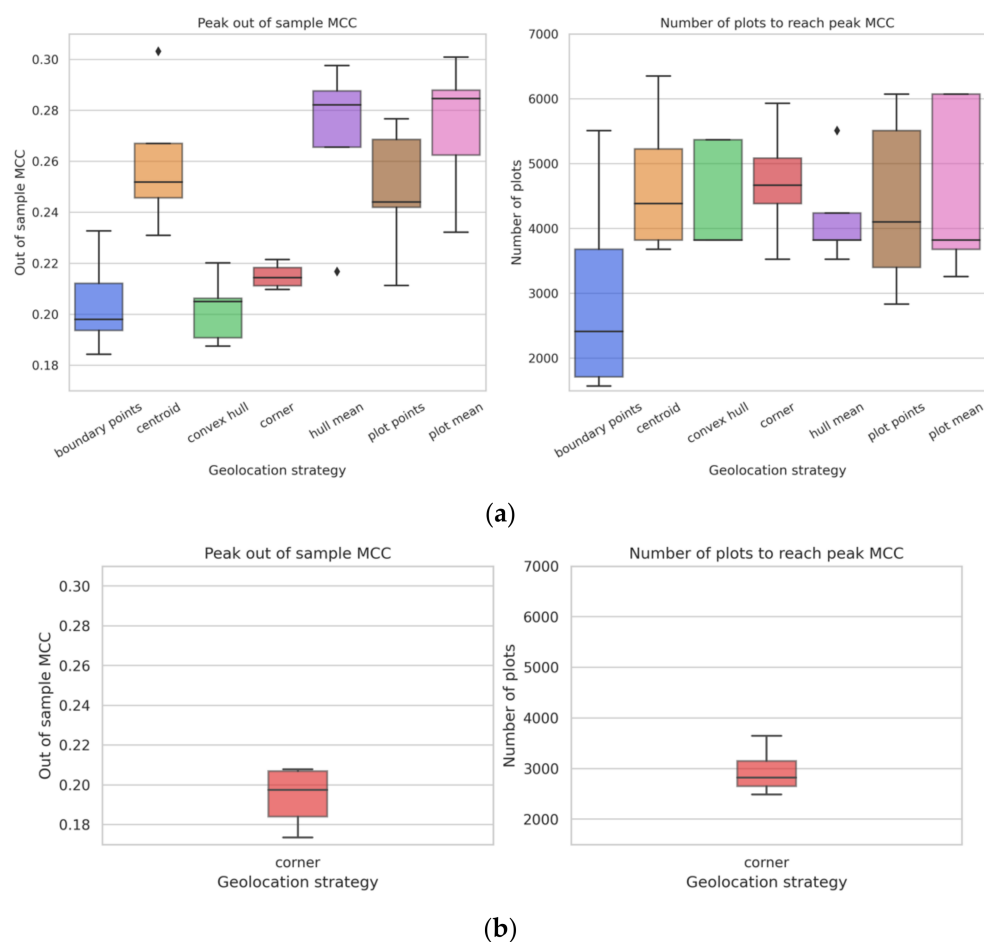 Peak out of sample MCC
Out of sample MCC
0.30
0.28
0.26
0.24
0.22
0.20
0.18
boundary points
centroid
convex hull
corner
hull mean
plot points
plot mean
Geolocation strategy
Number of plots to reach peak MCC
Number of plots
7000
6000
5000
4000
3000
2000
boundary points
centroid
convex hull
corner
hull mean
plot points
plot mean
Geolocation strategy
(a)
Peak out of sample MCC
Out of sample MCC
0.30
0.28
0.26
0.24
0.22
0.20
0.18
corner
Geolocation strategy
Number of plots to reach peak MCC
Number of plots
7000
6000
5000
4000
3000
2000
corner
Geolocation strategy
(b)